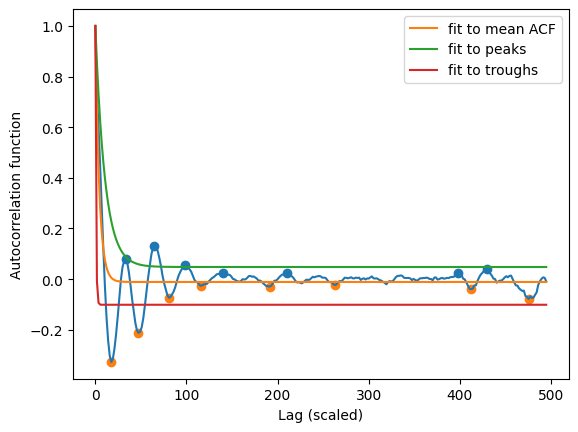 1.0
0.8
0.6
0.4
0.2
0.0
−0.2
Autocorrelation function
fit to mean ACF
fit to peaks
fit to troughs
0 100 200 300 400 500
Lag (scaled)